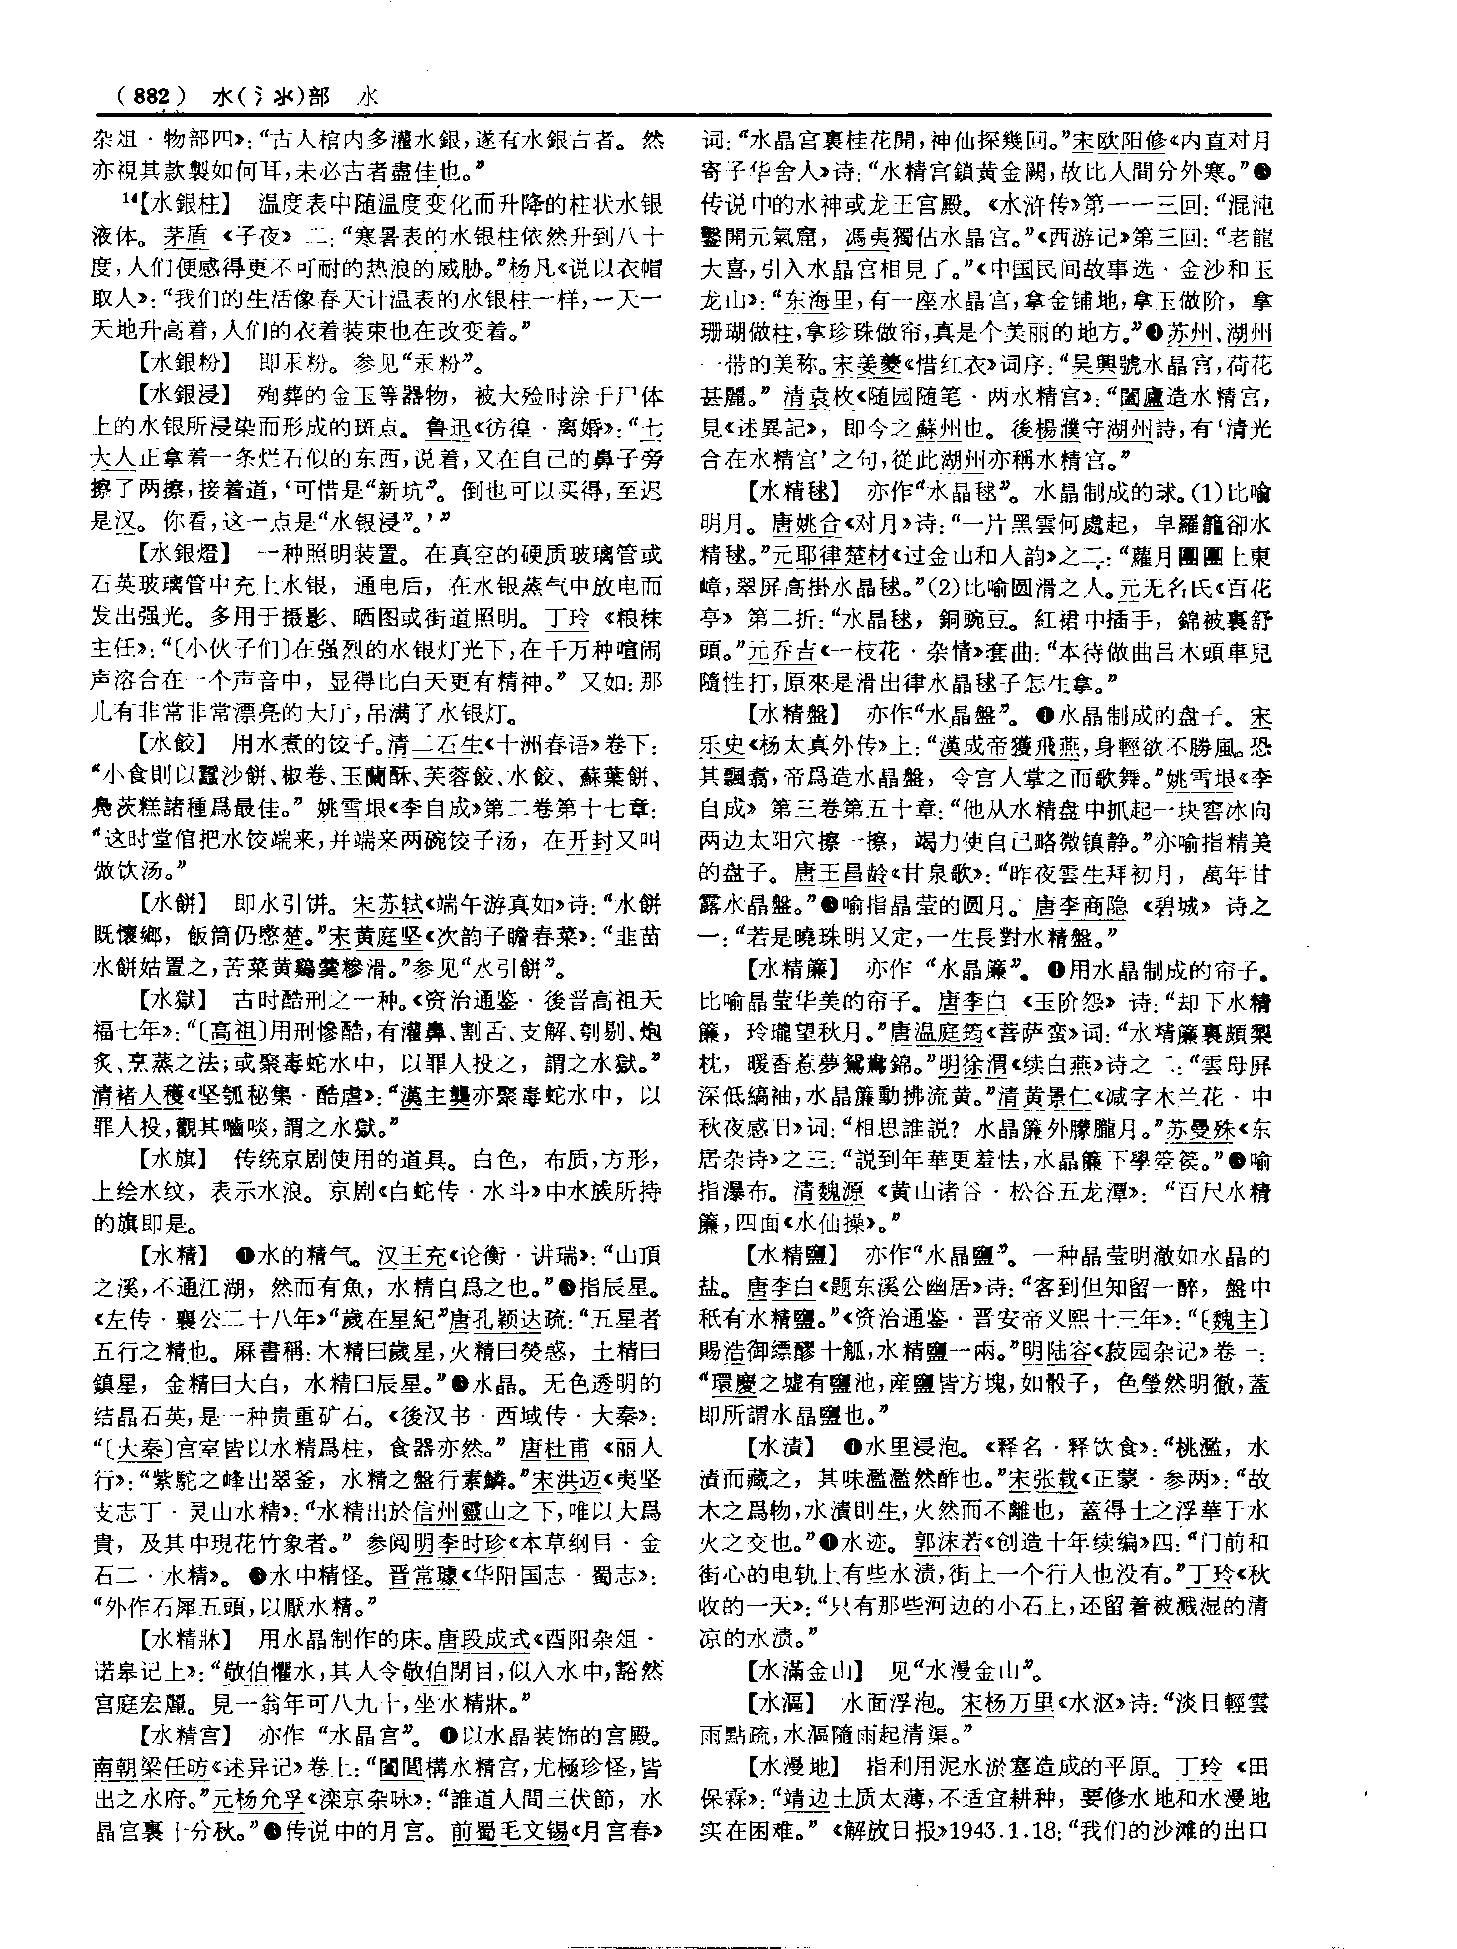 (882) 水(氵氺)部 水
杂俎·物部四》:“古人棺内多灌水銀,遂有水銀古者。然
亦視其款製如何耳,未必古者盡佳也。”
14【水銀柱】 温度表中随温度变化而升降的柱状水银
液体。茅盾《子夜》二:“寒暑表的水银柱依然升到八十
度,人们便感得更不可耐的热浪的威胁。”杨凡《说以衣帽
取人》:“我们的生活像春天计温表的水银柱一样,一天一
天地升高着,人们的衣着装束也在改变着。”
【水銀粉】 即汞粉。参见“汞粉”。
【水銀浸】 殉葬的金玉等器物,被大殓时涂于尸体
上的水银所浸染而形成的斑点。鲁迅《彷徨·离婚》:“七
大人正拿着一条烂石似的东西,说着,又在自己的鼻子旁
擦了两擦,接着道,‘可惜是“新坑”。倒也可以买得,至迟
是汉。你看,这一点是“水银浸”。’”
【水銀燈】 一种照明装置。在真空的硬质玻璃管或
石英玻璃管中充上水银,通电后,在水银蒸气中放电而
发出强光。多用于摄影、晒图或街道照明。丁玲《粮秣
主任》:“〔小伙子们〕在强烈的水银灯光下,在千万种喧闹
声溶合在一个声音中,显得比白天更有精神。”又如:那
儿有非常非常漂亮的大厅,吊满了水银灯。
【水餃】 用水煮的饺子。清二石生《十洲春语》卷下:
“小食則以蠶沙餅、椒卷、玉蘭酥、芙蓉餃、水餃、蘇葉餅、
鳧茨糕諸種爲最佳。”姚雪垠《李自成》第二卷第十七章:
“这时堂倌把水饺端来,并端来两碗饺子汤,在开封又叫
做饮汤。”
【水餅】 即水引饼。宋苏轼《端午游真如》诗:“水餅
既懷鄉,飯筒仍愍楚。”宋黄庭坚《次韵子瞻春菜》:“韭苗
水餅姑置之,苦菜黄鷄羹糝滑。”参见“水引餅”。
【水獄】 古时酷刑之一种。《资治通鉴·後晋高祖天
福七年》:“〔高祖〕用刑慘酷,有灌鼻、割舌、支解、刳剔、炮
炙、烹蒸之法;或聚毒蛇水中,以罪人投之,謂之水獄。”
清褚人穫《坚瓠秘集·酷虐》:“漢主龑亦聚毒蛇水中,以
罪人投,觀其嚙啖,謂之水獄。”
【水旗】 传统京剧使用的道具。白色,布质,方形,
上绘水纹,表示水浪。京剧《白蛇传·水斗》中水族所持
的旗即是。
【水精】 ❶水的精气。汉王充《论衡·讲瑞》:“山頂
之溪,不通江湖,然而有魚,水精自爲之也。”❷指辰星。
《左传·襄公二十八年》“歲在星紀”唐孔颖达疏:“五星者
五行之精也。厤書稱:木精曰歲星,火精曰熒惑,土精曰
鎮星,金精曰大白,水精曰辰星。”❸水晶。无色透明的
结晶石英,是一种贵重矿石。《後汉书·西域传·大秦》:
“〔大秦〕宫室皆以水精爲柱,食器亦然。”唐杜甫《丽人
行》:“紫駝之峰出翠釜,水精之盤行素鱗。”宋洪迈《夷坚
支志丁·灵山水精》:“水精出於信州靈山之下,唯以大爲
貴,及其中現花竹象者。”参阅明李时珍《本草纲目·金
石二·水精》。❹水中精怪。晋常璩《华阳国志·蜀志》:
“外作石犀五頭,以厭水精。”
【水精牀】 用水晶制作的床。唐段成式《酉阳杂俎·
诺皋记上》:“敬伯懼水,其人令敬伯閉目,似入水中,豁然
宫庭宏麗。見一翁年可八九十,坐水精牀。”
【水精宫】 亦作“水晶宫”。❶以水晶装饰的宫殿。
南朝梁任昉《述异记》卷上:“闔閭構水精宫,尤極珍怪,皆
出之水府。”元杨允孚《滦京杂咏》:“誰道人間三伏節,水
晶宫裏十分秋。”❷传说中的月宫。前蜀毛文锡《月宫春》
词:“水晶宫裏桂花開,神仙探幾回。”宋欧阳修《内直对月
寄子华舍人》诗:“水精宫鎖黄金闕,故比人間分外寒。”❸
传说中的水神或龙王宫殿。《水浒传》第一一三回:“混沌
鑿開元氣窟,馮夷獨佔水晶宫。”《西游记》第三回:“老龍
大喜,引入水晶宫相見了。”《中国民间故事选·金沙和玉
龙山》:“东海里,有一座水晶宫,拿金铺地,拿玉做阶,拿
珊瑚做柱,拿珍珠做帘,真是个美丽的地方。”❹苏州、湖州
一带的美称。宋姜夔《惜红衣》词序:“吴興號水晶宫,荷花
甚麗。”清袁枚《随园随笔·两水精宫》:“闔廬造水精宫,
見《述異記》,即今之蘇州也。後楊濮守湖州詩,有‘清光
合在水精宫’之句,從此湖州亦稱水精宫。”
【水精毬】 亦作“水晶毬”。水晶制成的球。(1)比喻
明月。唐姚合《对月》诗:“一片黑雲何處起,皁羅籠卻水
精毬。”元耶律楚材《过金山和人韵》之二:“蘿月團團上東
嶂,翠屏高掛水晶毬。”(2)比喻圆滑之人。元无名氏《百花
亭》第二折:“水晶毬,銅豌豆。紅裙中插手,錦被裏舒
頭。”元乔吉《一枝花·杂情》套曲:“本待做曲吕木頭車兒
隨性打,原來是滑出律水晶毬子怎生拿。”
【水精盤】 亦作“水晶盤”。❶水晶制成的盘子。宋
乐史《杨太真外传》上:“漢成帝獲飛燕,身輕欲不勝風。恐
其飄翥,帝爲造水晶盤,令宫人掌之而歌舞。”姚雪垠《李
自成》第三卷第五十章:“他从水精盘中抓起一块窖冰向
两边太阳穴擦一擦,竭力使自己略微镇静。”亦喻指精美
的盘子。唐王昌龄《甘泉歌》:“昨夜雲生拜初月,萬年甘
露水晶盤。”❷喻指晶莹的圆月。唐李商隐《碧城》诗之
一:“若是曉珠明又定,一生長對水精盤。”
【水精簾】 亦作“水晶簾”。❶用水晶制成的帘子。
比喻晶莹华美的帘子。唐李白《玉阶怨》诗:“却下水精
簾,玲瓏望秋月。”唐温庭筠《菩萨蛮》词:“水精簾裏頗黎
枕,暖香惹夢鴛鴦錦。”明徐渭《续白燕》诗之二:“雲母屏
深低縞袖,水晶簾動拂流黄。”清黄景仁《减字木兰花·中
秋夜感旧》词:“相思誰説?水晶簾外朦朧月。”苏曼殊《东
居杂诗》之三:“説到年華更羞怯,水晶簾下學箜篌。”❷喻
指瀑布。清魏源《黄山诸谷·松谷五龙潭》:“百尺水精
簾,四面《水仙操》。”
【水精鹽】 亦作“水晶鹽”。一种晶莹明澈如水晶的
盐。唐李白《题东溪公幽居》诗:“客到但知留一醉,盤中
秖有水精鹽。”《资治通鉴·晋安帝义熙十三年》:“〔魏主〕
賜浩御縹醪十觚,水精鹽一兩。”明陆容《菽园杂记》卷一:
“環慶之墟有鹽池,産鹽皆方塊,如骰子,色瑩然明徹,蓋
即所謂水晶鹽也。”
【水漬】 ❶水里浸泡。《释名·释饮食》:“桃濫,水
漬而藏之,其味濫濫然酢也。”宋张载《正蒙·参两》:“故
木之爲物,水漬則生,火然而不離也,蓋得土之浮華于水
火之交也。”❷水迹。郭沫若《创造十年续编》四:“门前和
街心的电轨上有些水渍,街上一个行人也没有。”丁玲《秋
收的一天》:“只有那些河边的小石上,还留着被溅湿的清
凉的水渍。”
【水滿金山】 见“水漫金山”。
【水漚】 水面浮泡。宋杨万里《水沤》诗:“淡日輕雲
雨點疏,水漚隨雨起清渠。”
【水漫地】 指利用泥水淤塞造成的平原。丁玲《田
保霖》:“靖边土质太薄,不适宜耕种,要修水地和水漫地
实在困难。”《解放日报》1943.1.18:“我们的沙滩的出口